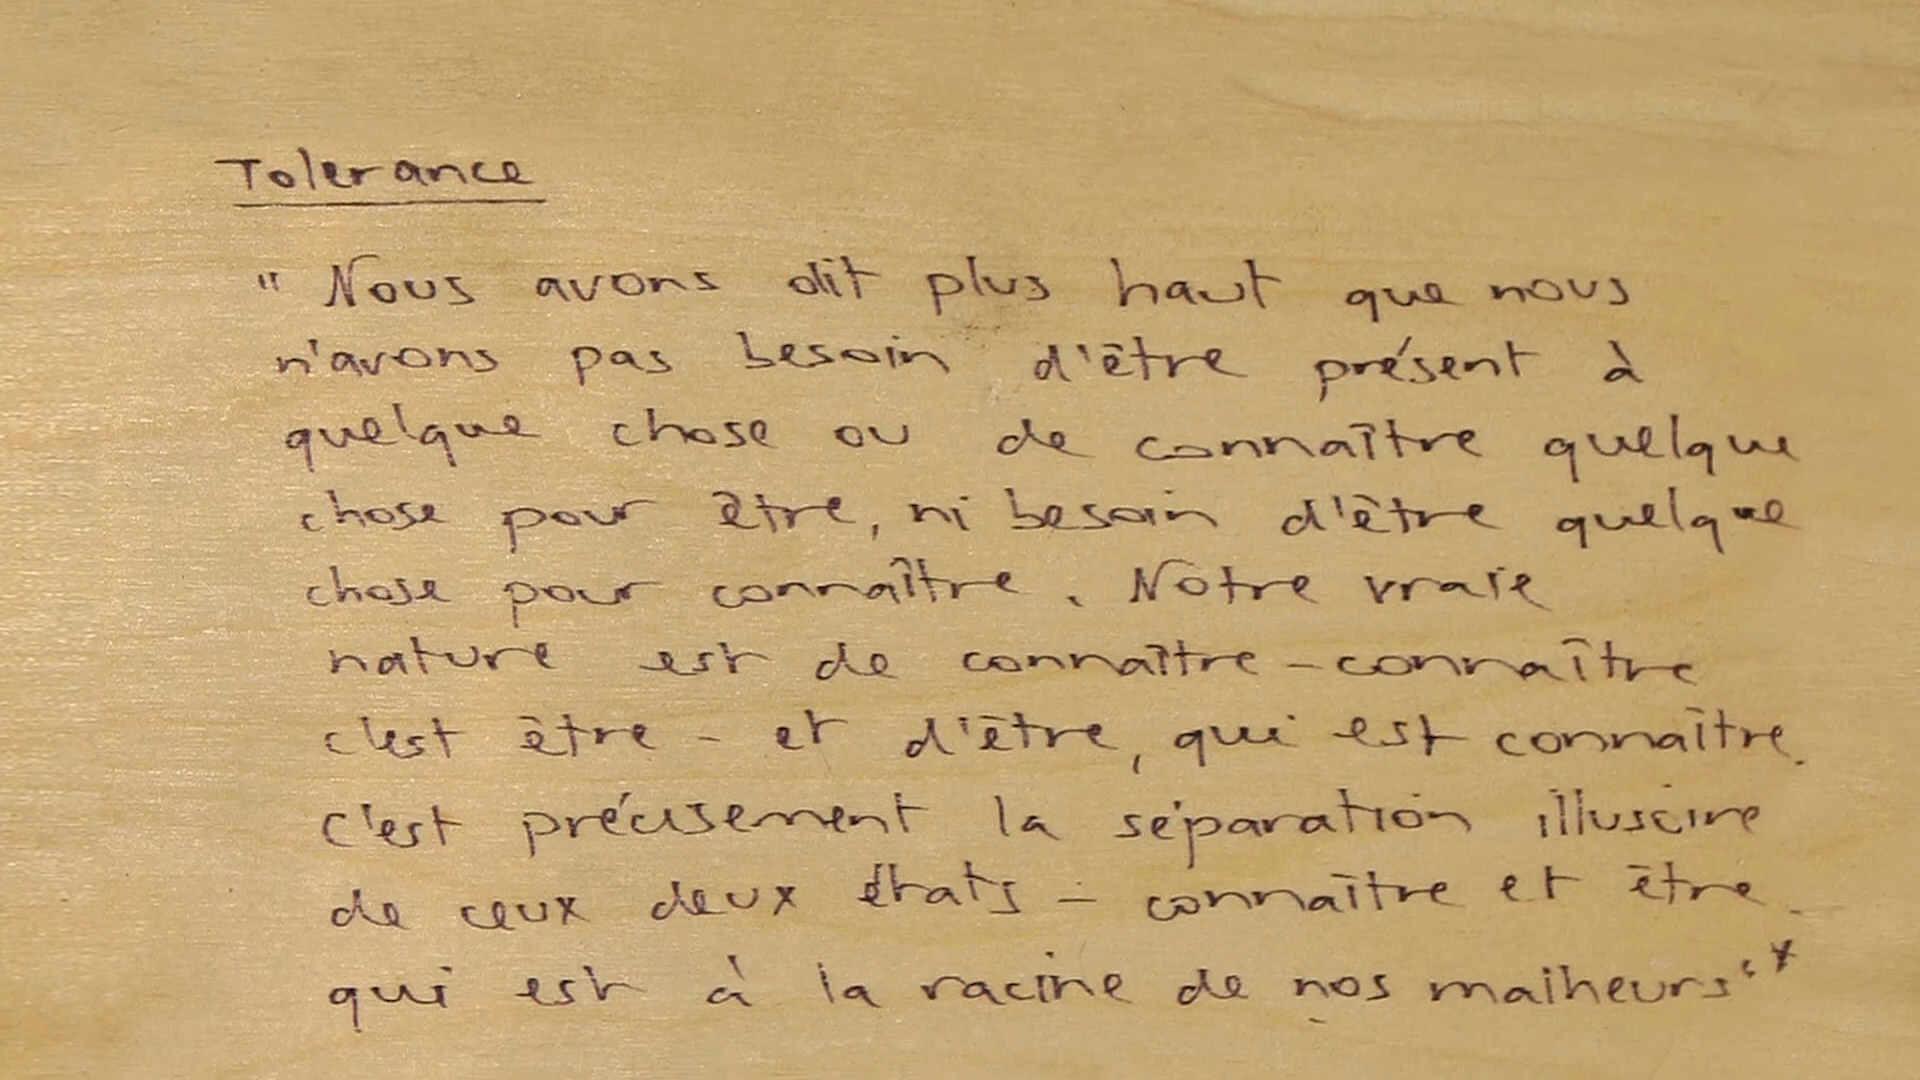 Tolerance
" Nous avons dit plus haut que nous
n'avons pas besoin d'être présent à
quelque chose ou de connaître quelque
chose pour être, ni besoin d'être quelque
chose pour connaître. Notre vraie
nature est de connaître - connaître
c'est être - et d'être, qui est connaître.
C'est précisement la séparation illusoire
de ceux deux états - connaître et être -
qui est à la racine de nos malheurs"*